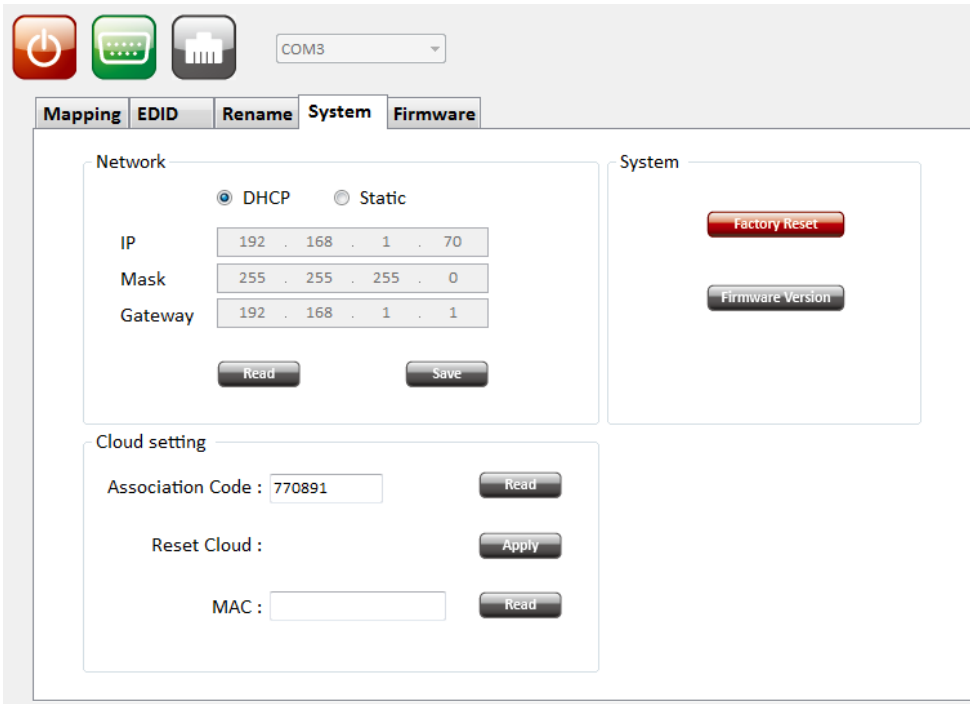 COM3
Mapping EDID Rename System Firmware
Network
DHCP Static
IP 192 . 168 . 1 . 70
Mask 255 . 255 . 255 . 0
Gateway 192 . 168 . 1 . 1
Read Save
System
Factory Reset
Firmware Version
Cloud setting
Association Code : 770891 Read
Reset Cloud : Apply
MAC : Read